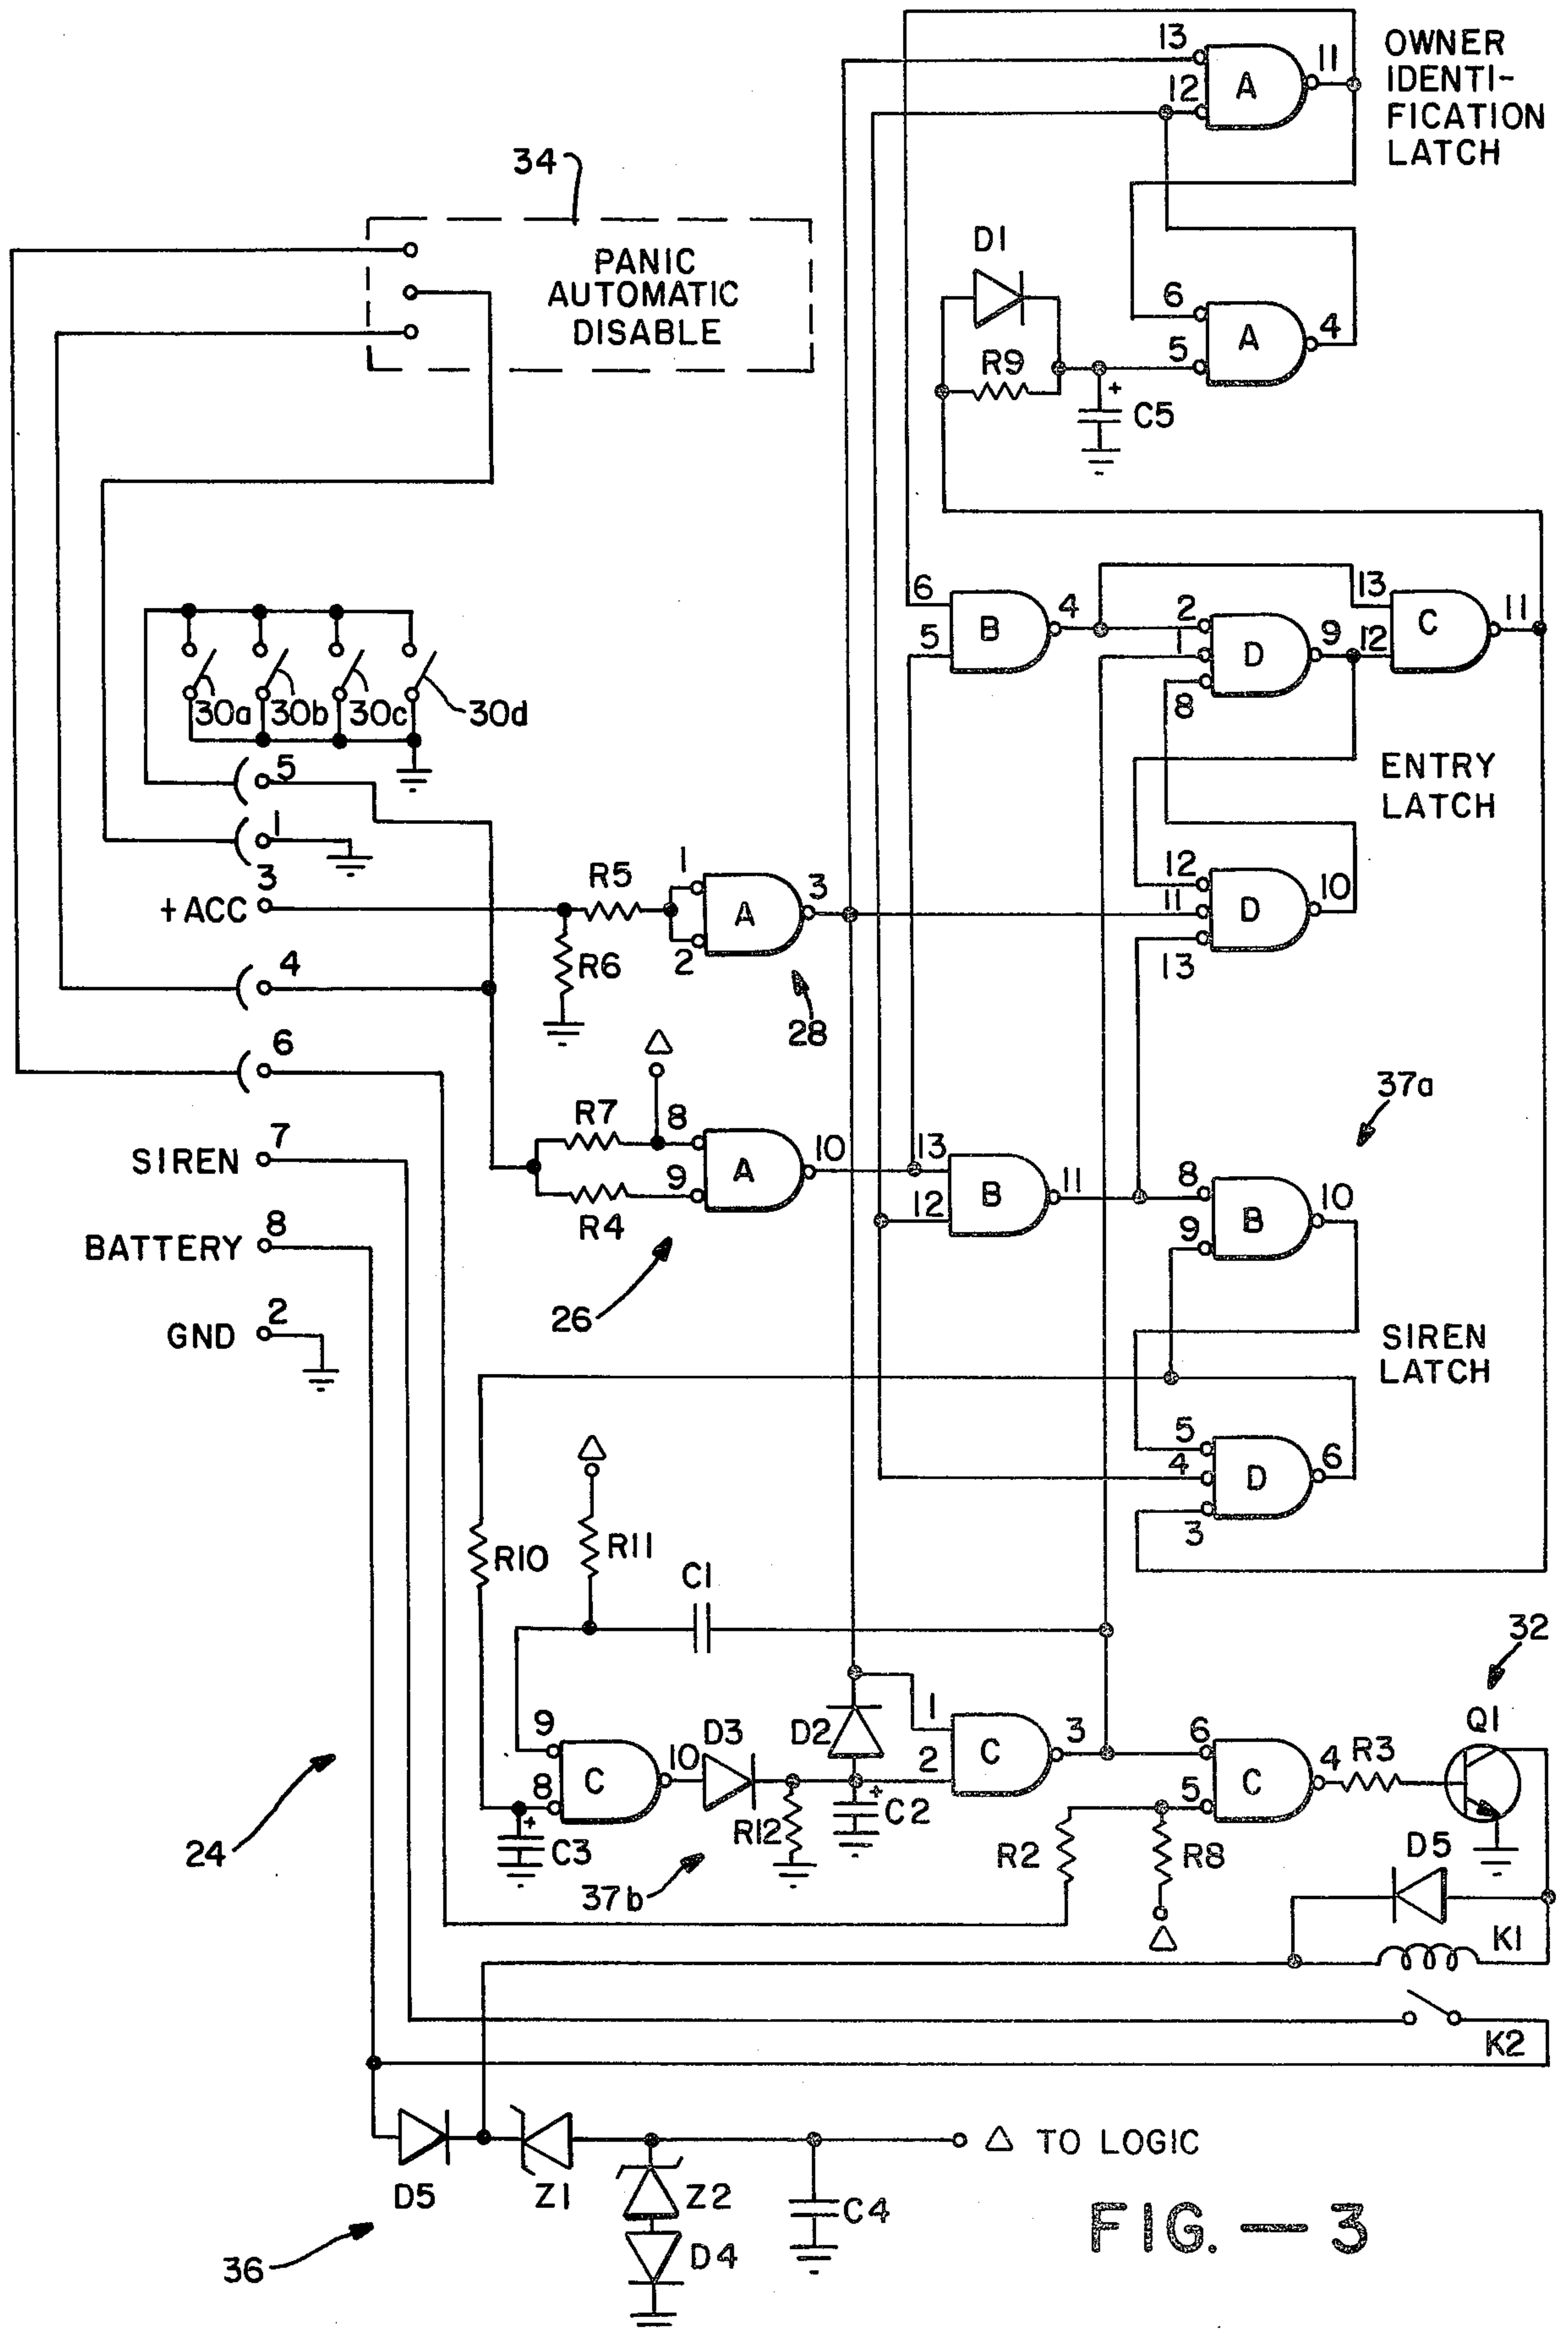 13
A
11
12
OWNER
IDENTI-
FICATION
LATCH
34
PANIC
AUTOMATIC
DISABLE
D1
6
A
4
5
R9
+
C5
6
B
4
5
2
1
D
9
8
13
C
11
12
30a
30b
30c
30d
5
1
ENTRY
LATCH
3
+ACC
R5
1
A
3
2
R6
28
12
11
D
10
13
4
6
37a
R7
8
A
10
9
R4
13
B
11
12
8
B
10
9
SIREN 7
BATTERY 8
26
GND 2
SIREN
LATCH
5
4
D
6
3
R10
R11
C1
32
Q1
9
C
10
8
D3
D2
1
C
3
2
6
C
4
5
R3
+
C3
R12
+
C2
R2
R8
D5
24
37b
K1
K2
D5
Z1
Z2
C4
D4
TO LOGIC
36
FIG.—3